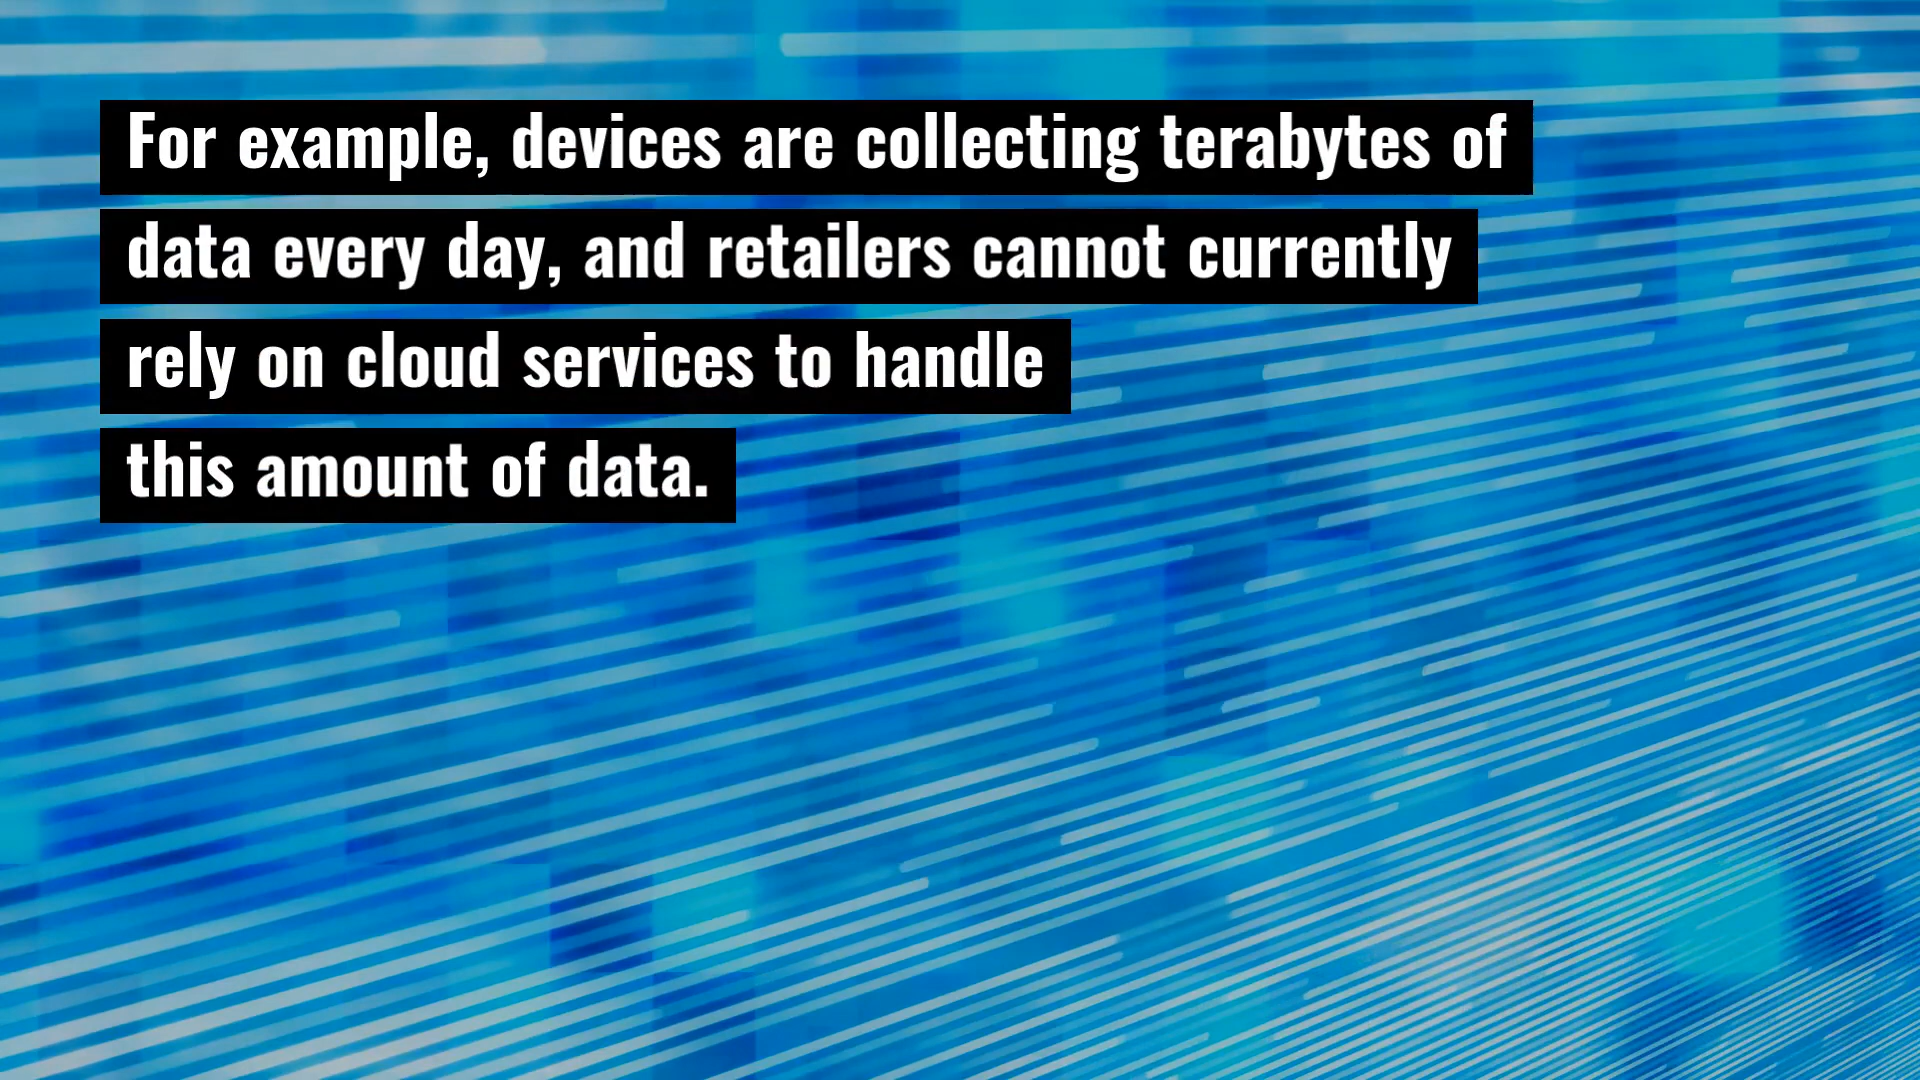 For example, devices are collecting terabytes of
data every day, and retailers cannot currently
rely on cloud services to handle
this amount of data.